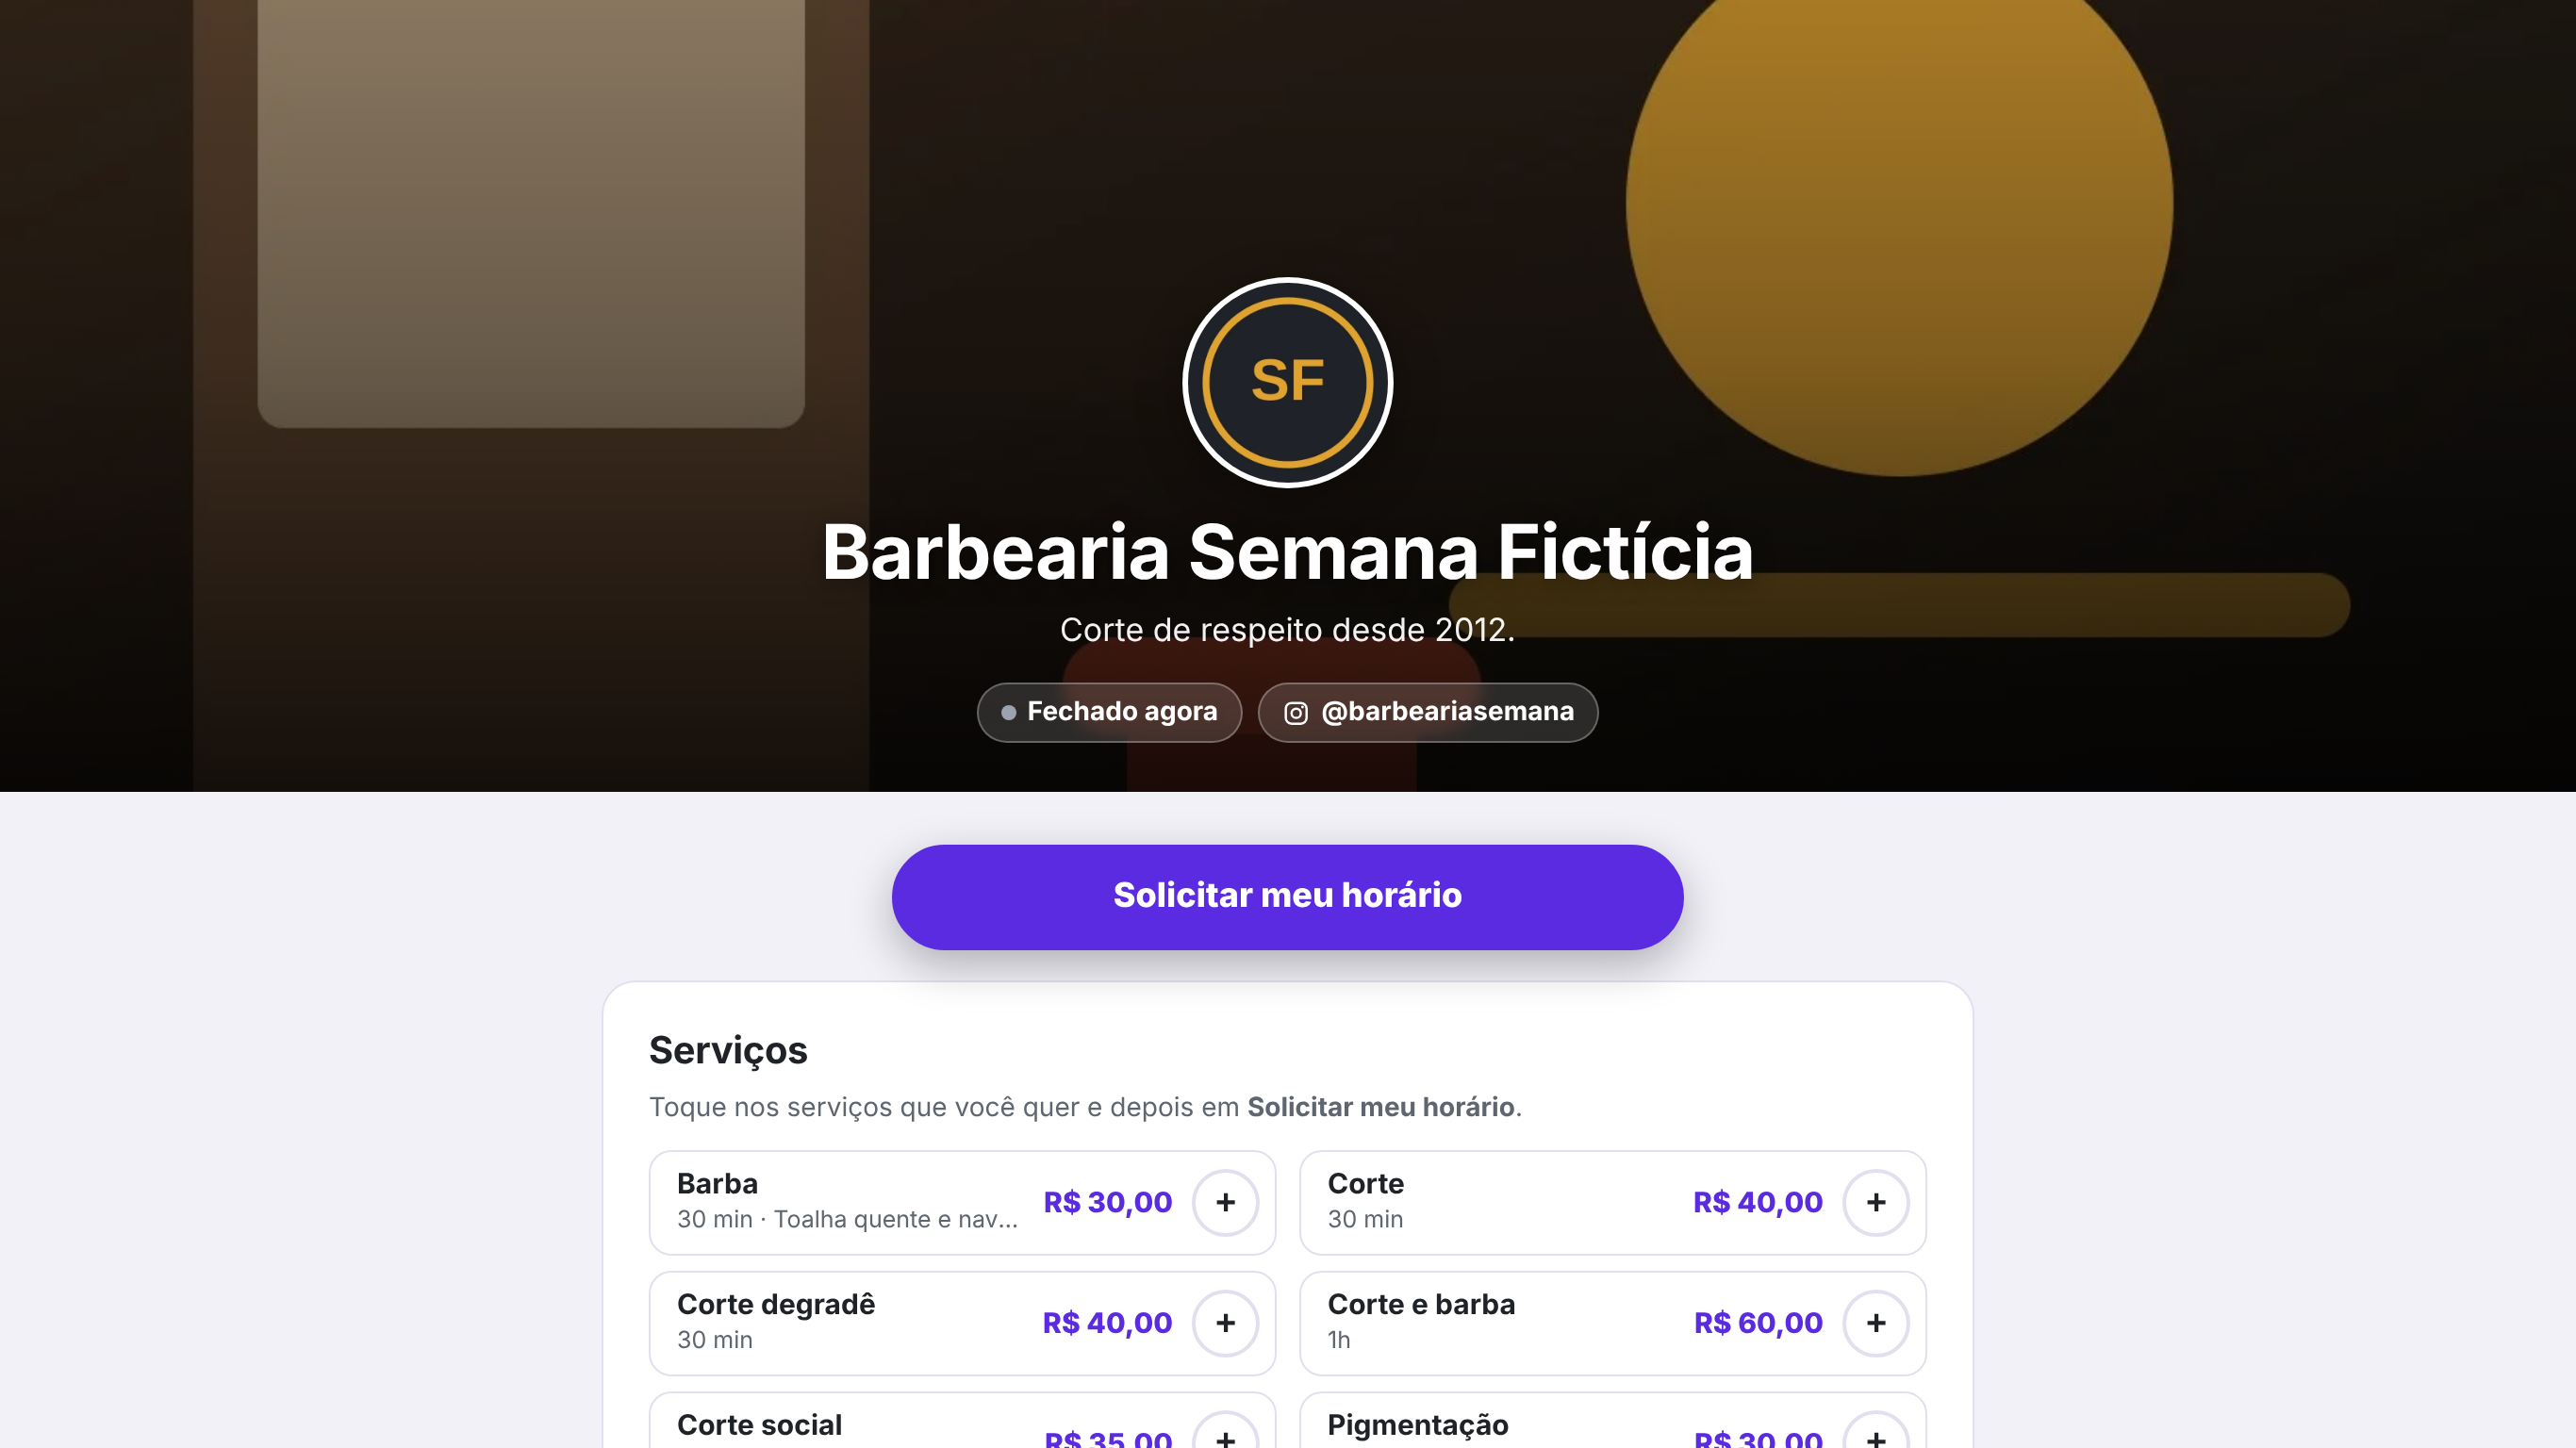 SF
Barbearia Semana Fictícia
Corte de respeito desde 2012.
Fechado agora
@barbeariasemana
Solicitar meu horário
Serviços
Toque nos serviços que você quer e depois em Solicitar meu horário.
Barba
30 min · Toalha quente e nav...
R$ 30,00
+
Corte
30 min
R$ 40,00
+
Corte degradê
30 min
R$ 40,00
+
Corte e barba
1h
R$ 60,00
+
Corte social
R$ 35,00
+
Pigmentação
R$ 30,00
+